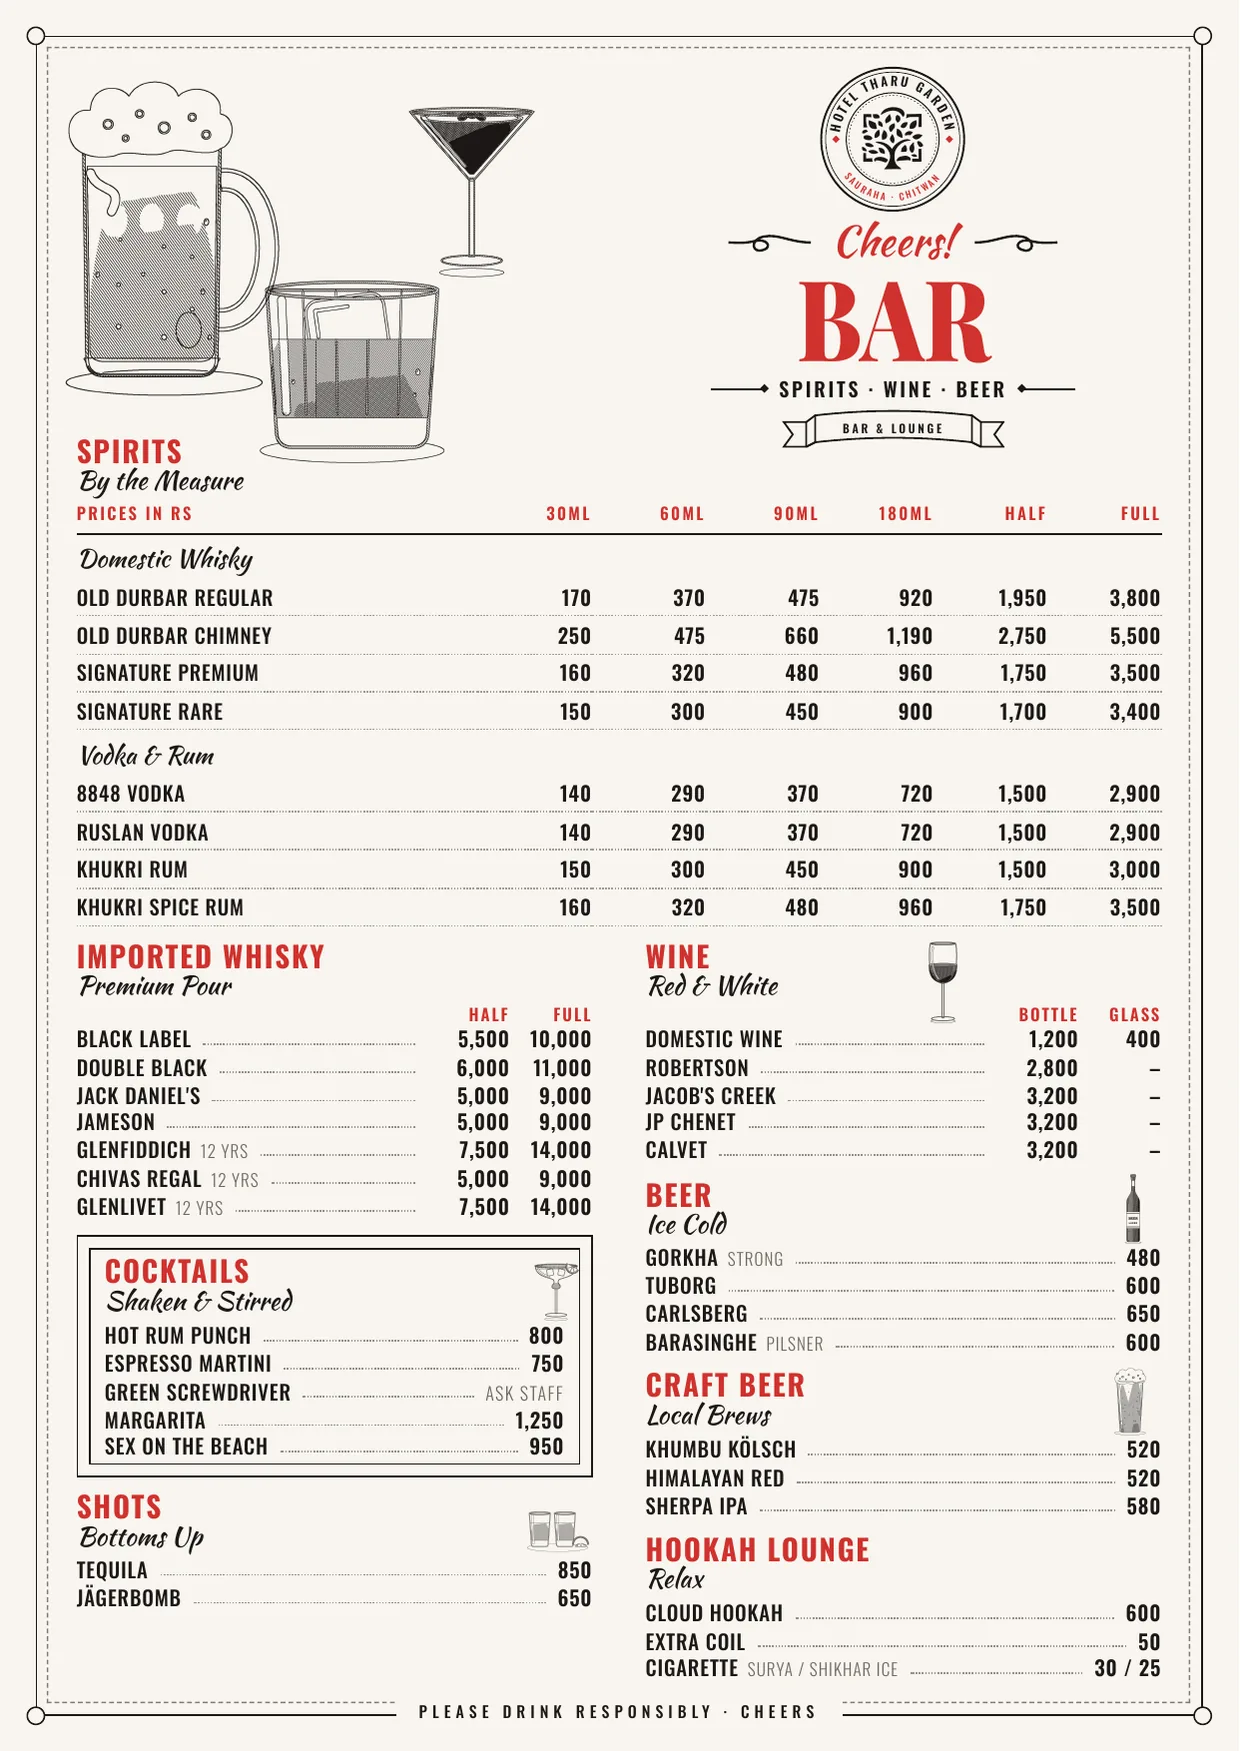 HOTEL THARU GARDEN
SAURAHA · CHITWAN
Cheers!
BAR
SPIRITS · WINE · BEER
BAR & LOUNGE
SPIRITS
By the Measure
PRICES IN RS 30ML 60ML 90ML 180ML HALF FULL
Domestic Whisky
OLD DURBAR REGULAR 170 370 475 920 1,950 3,800
OLD DURBAR CHIMNEY 250 475 660 1,190 2,750 5,500
SIGNATURE PREMIUM 160 320 480 960 1,750 3,500
SIGNATURE RARE 150 300 450 900 1,700 3,400
Vodka & Rum
8848 VODKA 140 290 370 720 1,500 2,900
RUSLAN VODKA 140 290 370 720 1,500 2,900
KHUKRI RUM 150 300 450 900 1,500 3,000
KHUKRI SPICE RUM 160 320 480 960 1,750 3,500
IMPORTED WHISKY
Premium Pour
HALF FULL
BLACK LABEL 5,500 10,000
DOUBLE BLACK 6,000 11,000
JACK DANIEL'S 5,000 9,000
JAMESON 5,000 9,000
GLENFIDDICH 12 YRS 7,500 14,000
CHIVAS REGAL 12 YRS 5,000 9,000
GLENLIVET 12 YRS 7,500 14,000
COCKTAILS
Shaken & Stirred
HOT RUM PUNCH 800
ESPRESSO MARTINI 750
GREEN SCREWDRIVER ASK STAFF
MARGARITA 1,250
SEX ON THE BEACH 950
SHOTS
Bottoms Up
TEQUILA 850
JÄGERBOMB 650
WINE
Red & White
BOTTLE GLASS
DOMESTIC WINE 1,200 400
ROBERTSON 2,800 –
JACOB'S CREEK 3,200 –
JP CHENET 3,200 –
CALVET 3,200 –
BEER
Ice Cold
GORKHA STRONG 480
TUBORG 600
CARLSBERG 650
BARASINGHE PILSNER 600
CRAFT BEER
Local Brews
KHUMBU KÖLSCH 520
HIMALAYAN RED 520
SHERPA IPA 580
HOOKAH LOUNGE
Relax
CLOUD HOOKAH 600
EXTRA COIL 50
CIGARETTE SURYA / SHIKHAR ICE 30 / 25
PLEASE DRINK RESPONSIBLY · CHEERS